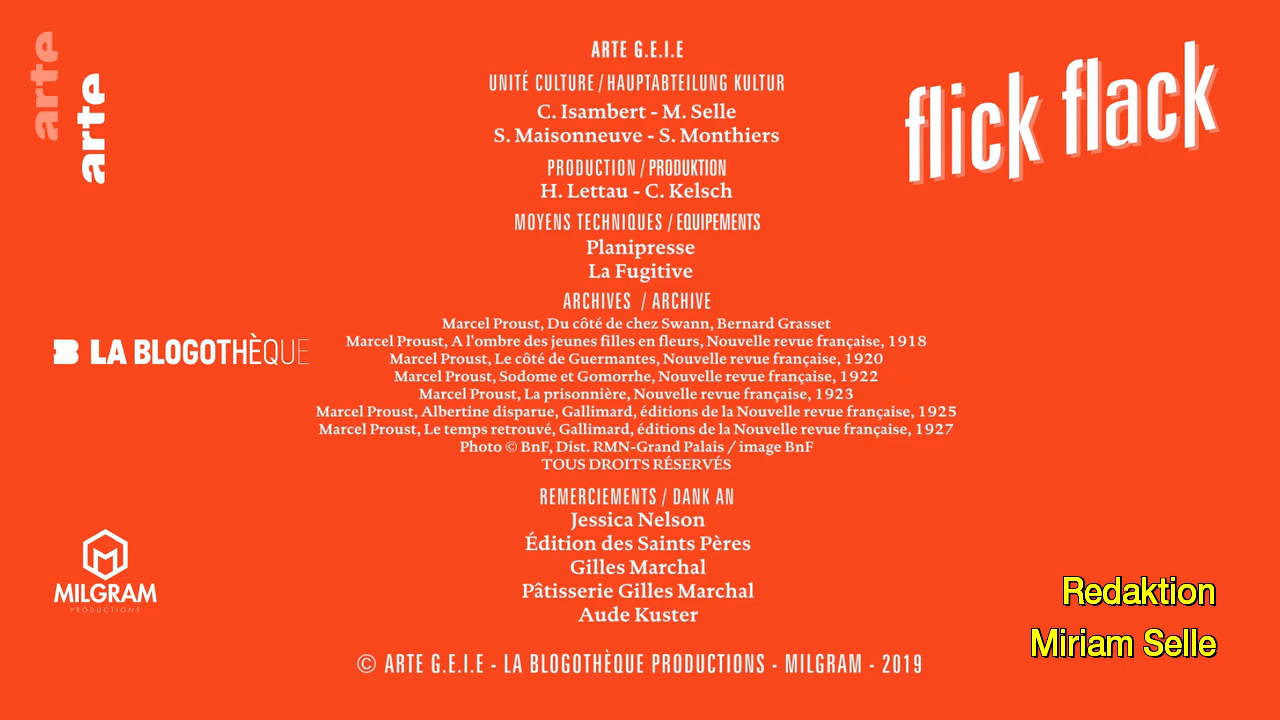 arte
arte
ARTE G.E.I.E
UNITÉ CULTURE / HAUPTABTEILUNG KULTUR
C. Isambert - M. Selle
S. Maisonneuve - S. Monthiers
PRODUCTION / PRODUKTION
H. Lettau - C. Kelsch
MOYENS TECHNIQUES / EQUIPEMENTS
Planipresse
La Fugitive
ARCHIVES / ARCHIVE
Marcel Proust, Du côté de chez Swann, Bernard Grasset
Marcel Proust, A l'ombre des jeunes filles en fleurs, Nouvelle revue française, 1918
Marcel Proust, Le côté de Guermantes, Nouvelle revue française, 1920
Marcel Proust, Sodome et Gomorrhe, Nouvelle revue française, 1922
Marcel Proust, La prisonnière, Nouvelle revue française, 1923
Marcel Proust, Albertine disparue, Gallimard, éditions de la Nouvelle revue française, 1925
Marcel Proust, Le temps retrouvé, Gallimard, éditions de la Nouvelle revue française, 1927
Photo © BnF, Dist. RMN-Grand Palais / image BnF
TOUS DROITS RÉSERVÉS
REMERCIEMENTS / DANK AN
Jessica Nelson
Édition des Saints Pères
Gilles Marchal
Pâtisserie Gilles Marchal
Aude Kuster
© ARTE G.E.I.E - LA BLOGOTHÈQUE PRODUCTIONS - MILGRAM - 2019
flick flack
LA BLOGOTHÈQUE
MILGRAM
PRODUCTIONS
Redaktion
Miriam Selle